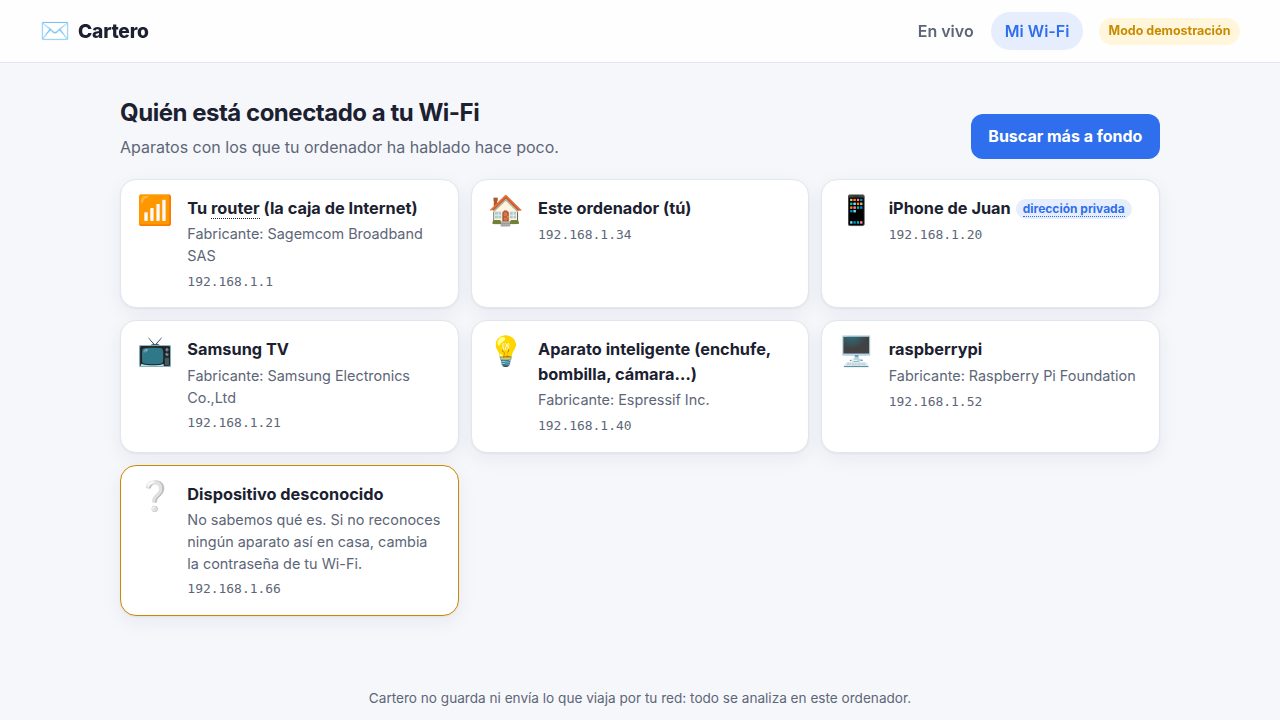 Cartero
En vivo
Mi Wi-Fi
Modo demostración
Quién está conectado a tu Wi-Fi
Aparatos con los que tu ordenador ha hablado hace poco.
Buscar más a fondo
Tu router (la caja de Internet)
Fabricante: Sagemcom Broadband
SAS
192.168.1.1
Este ordenador (tú)
192.168.1.34
iPhone de Juan dirección privada
192.168.1.20
Samsung TV
Fabricante: Samsung Electronics
Co.,Ltd
192.168.1.21
Aparato inteligente (enchufe,
bombilla, cámara…)
Fabricante: Espressif Inc.
192.168.1.40
raspberrypi
Fabricante: Raspberry Pi Foundation
192.168.1.52
Dispositivo desconocido
No sabemos qué es. Si no reconoces
ningún aparato así en casa, cambia
la contraseña de tu Wi-Fi.
192.168.1.66
Cartero no guarda ni envía lo que viaja por tu red: todo se analiza en este ordenador.